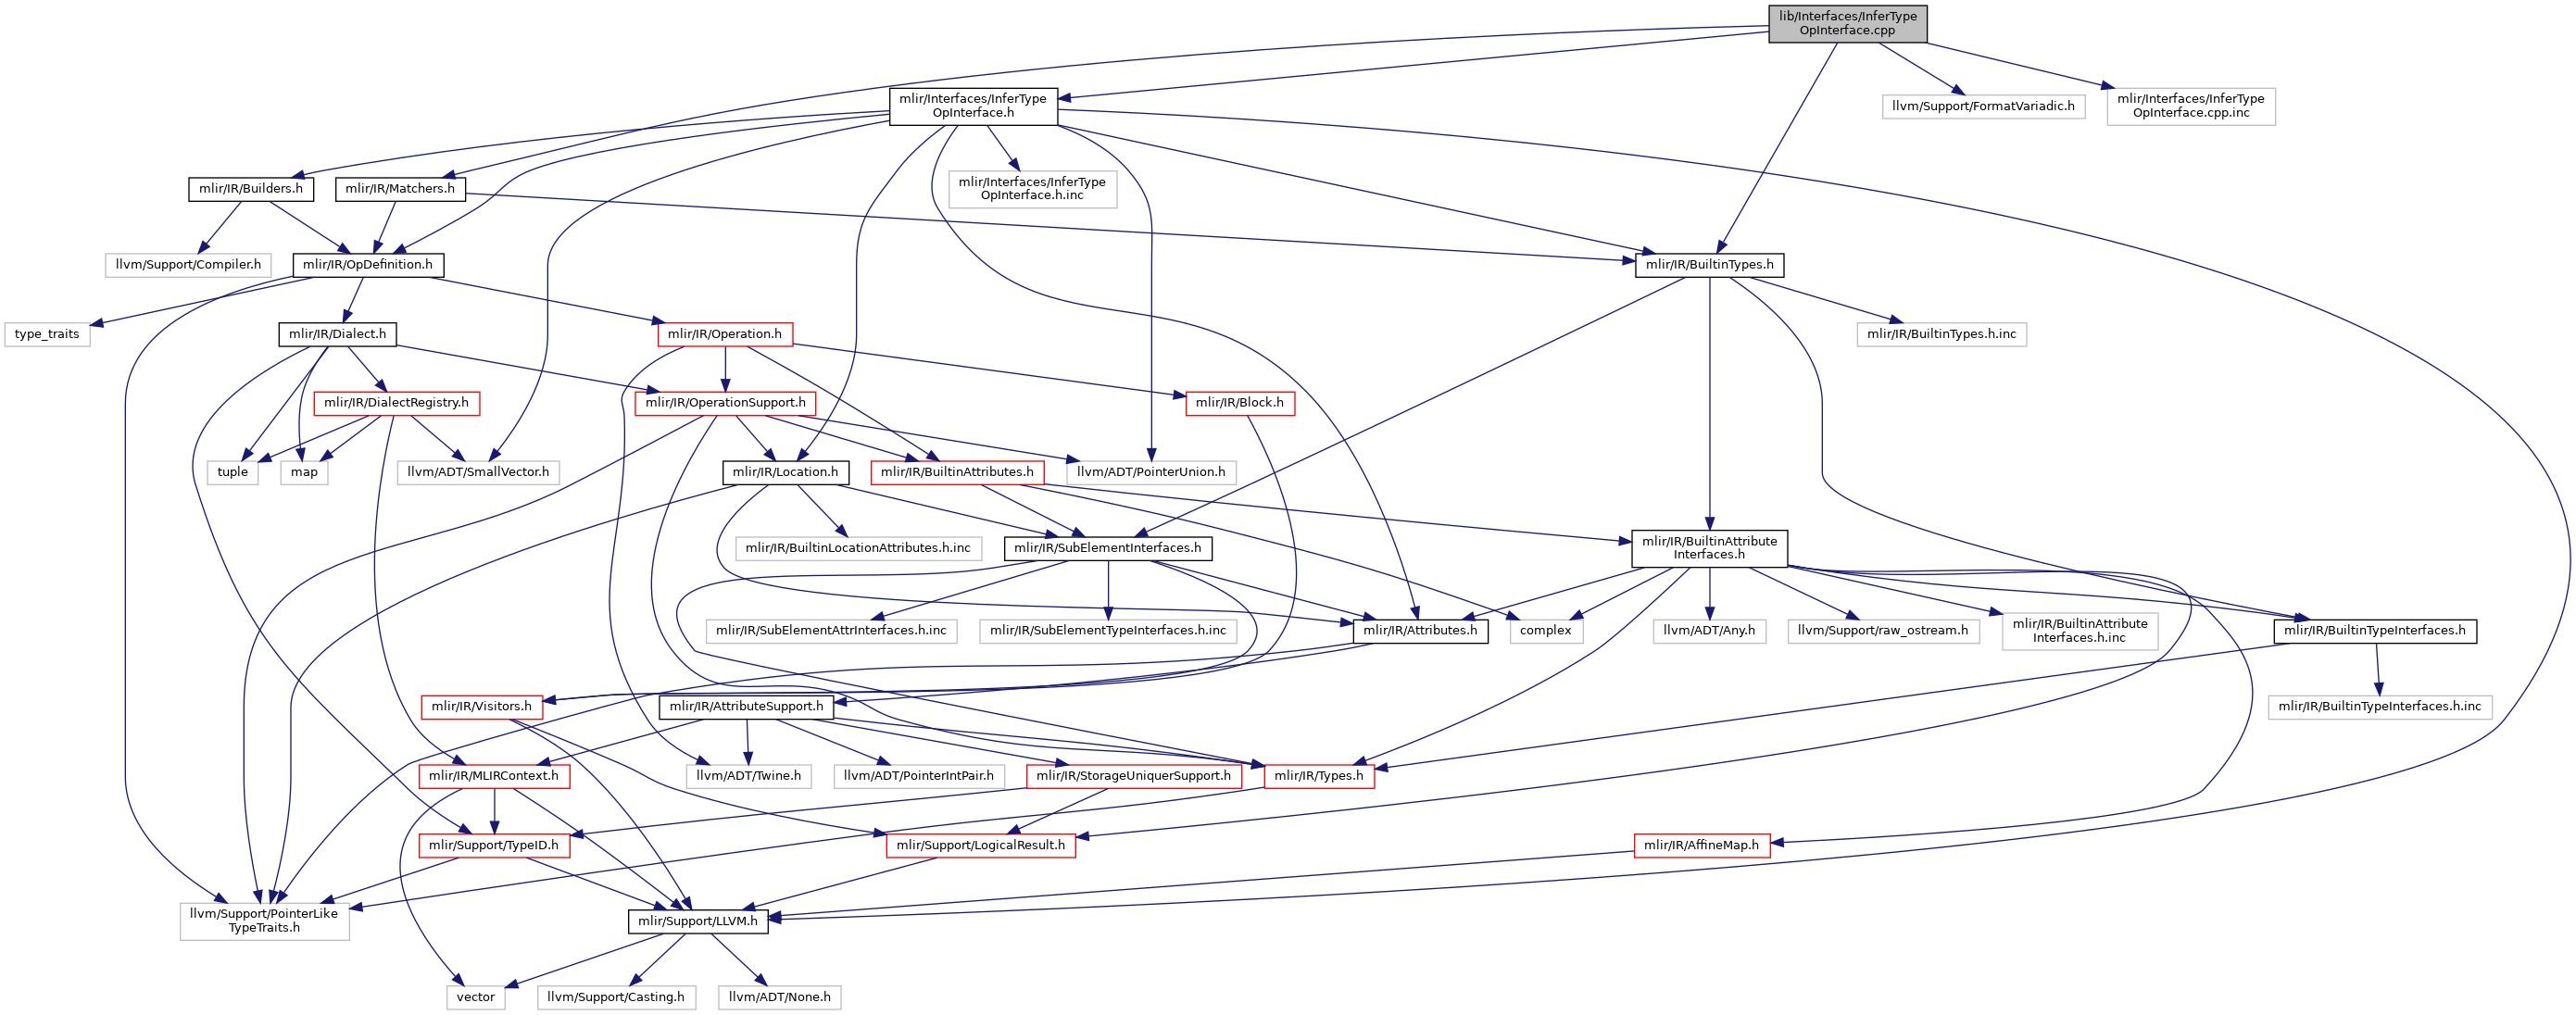 lib/Interfaces/InferType
OpInterface.cpp
mlir/Interfaces/InferType
OpInterface.h
llvm/Support/FormatVariadic.h
mlir/Interfaces/InferType
OpInterface.cpp.inc
mlir/IR/Builders.h
mlir/IR/Matchers.h
mlir/Interfaces/InferType
OpInterface.h.inc
llvm/Support/Compiler.h
mlir/IR/OpDefinition.h
mlir/IR/BuiltinTypes.h
type_traits
mlir/IR/Dialect.h
mlir/IR/Operation.h
mlir/IR/BuiltinTypes.h.inc
mlir/IR/DialectRegistry.h
mlir/IR/OperationSupport.h
mlir/IR/Block.h
tuple
map
llvm/ADT/SmallVector.h
mlir/IR/Location.h
mlir/IR/BuiltinAttributes.h
llvm/ADT/PointerUnion.h
mlir/IR/BuiltinLocationAttributes.h.inc
mlir/IR/SubElementInterfaces.h
mlir/IR/BuiltinAttribute
Interfaces.h
mlir/IR/SubElementAttrInterfaces.h.inc
mlir/IR/SubElementTypeInterfaces.h.inc
mlir/IR/Attributes.h
complex
llvm/ADT/Any.h
llvm/Support/raw_ostream.h
mlir/IR/BuiltinAttribute
Interfaces.h.inc
mlir/IR/BuiltinTypeInterfaces.h
mlir/IR/Visitors.h
mlir/IR/AttributeSupport.h
mlir/IR/BuiltinTypeInterfaces.h.inc
mlir/IR/MLIRContext.h
llvm/ADT/Twine.h
llvm/ADT/PointerIntPair.h
mlir/IR/StorageUniquerSupport.h
mlir/IR/Types.h
mlir/Support/TypeID.h
mlir/Support/LogicalResult.h
mlir/IR/AffineMap.h
llvm/Support/PointerLike
TypeTraits.h
mlir/Support/LLVM.h
vector
llvm/Support/Casting.h
llvm/ADT/None.h